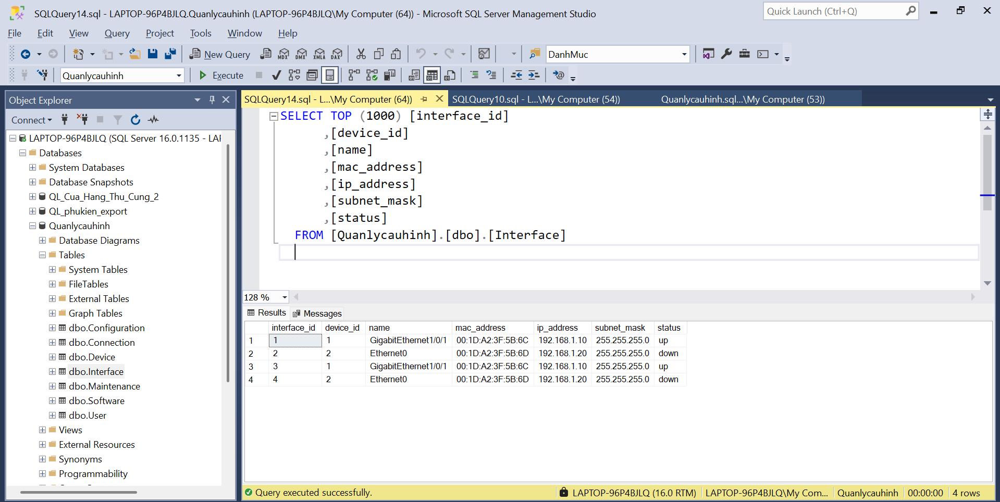 SQLQuery14.sql - LAPTOP-96P4BJLQ.Quanlycauhinh (LAPTOP-96P4BJLQ\My Computer (64)) - Microsoft SQL Server Management Studio
Quick Launch (Ctrl+Q)
File Edit View Query Project Tools Window Help
New Query MDX DMX XMLA DAX DanhMuc
Quanlycauhinh Execute
Object Explorer
Connect
LAPTOP-96P4BJLQ (SQL Server 16.0.1135 - LAP
Databases
System Databases
Database Snapshots
QL_Cua_Hang_Thu_Cung_2
QL_phukien_export
Quanlycauhinh
Database Diagrams
Tables
System Tables
FileTables
External Tables
Graph Tables
dbo.Configuration
dbo.Connection
dbo.Device
dbo.Interface
dbo.Maintenance
dbo.Software
dbo.User
Views
External Resources
Synonyms
Programmability
SQLQuery14.sql - L...\My Computer (64)) SQLQuery10.sql - L...\My Computer (54)) Quanlycauhinh.sql...\My Computer (53))
SELECT TOP (1000) [interface_id]
,[device_id]
,[name]
,[mac_address]
,[ip_address]
,[subnet_mask]
,[status]
FROM [Quanlycauhinh].[dbo].[Interface]
128 %
Results Messages
interface_id device_id name mac_address ip_address subnet_mask status
1 1 1 GigabitEthernet1/0/1 00:1D:A2:3F:5B:6C 192.168.1.10 255.255.255.0 up
2 2 2 Ethernet0 00:1D:A2:3F:5B:6D 192.168.1.20 255.255.255.0 down
3 3 1 GigabitEthernet1/0/1 00:1D:A2:3F:5B:6C 192.168.1.10 255.255.255.0 up
4 4 2 Ethernet0 00:1D:A2:3F:5B:6D 192.168.1.20 255.255.255.0 down
Query executed successfully. LAPTOP-96P4BJLQ (16.0 RTM) LAPTOP-96P4BJLQ\My Com... Quanlycauhinh 00:00:00 4 rows